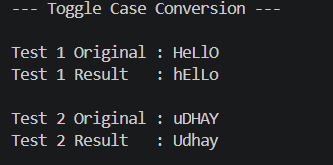 --- Toggle Case Conversion ---
Test 1 Original : HeLlO
Test 1 Result   : hElLo
Test 2 Original : uDHAY
Test 2 Result   : Udhay